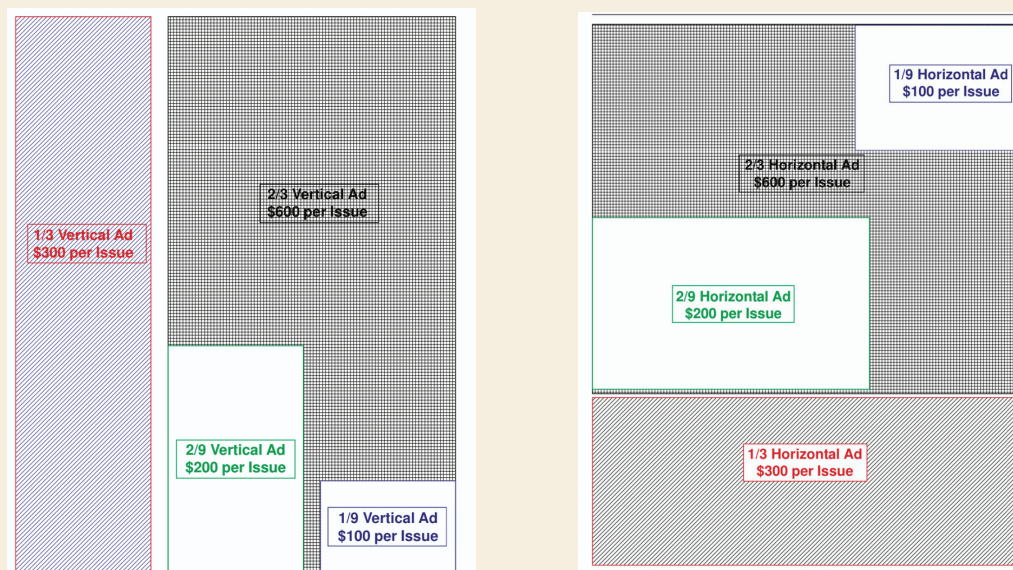 1/3 Vertical Ad
$300 per Issue
2/3 Vertical Ad
$600 per Issue
2/9 Vertical Ad
$200 per Issue
1/9 Vertical Ad
$100 per Issue
1/9 Horizontal Ad
$100 per Issue
2/3 Horizontal Ad
$600 per Issue
2/9 Horizontal Ad
$200 per Issue
1/3 Horizontal Ad
$300 per Issue